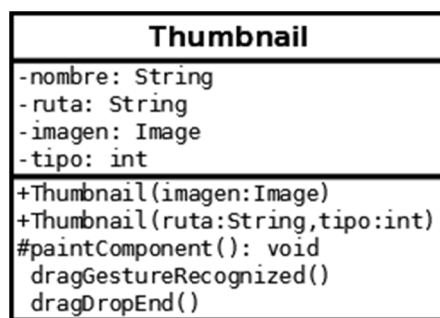 Thumbnail
-nombre: String
-ruta: String
-imagen: Image
-tipo: int
+Thumbnail(imagen:Image)
+Thumbnail(ruta:String,tipo:int)
#paintComponent(): void
dragGestureRecognized()
dragDropEnd()